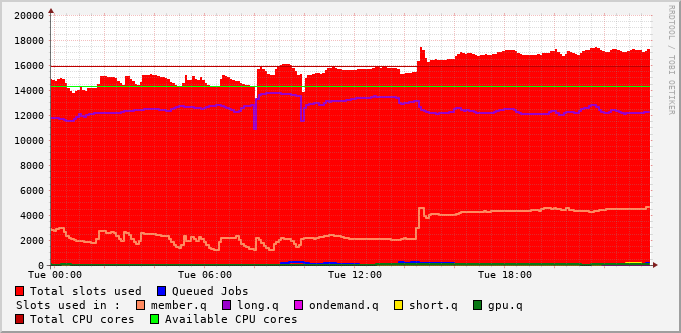 20000
18000
16000
14000
12000
10000
8000
6000
4000
2000
0
Tue 00:00 Tue 06:00 Tue 12:00 Tue 18:00
Total slots used Queued Jobs
Slots used in : member.q long.q ondemand.q short.q gpu.q
Total CPU cores Available CPU cores
RRDTOOL / TOBI OETIKER